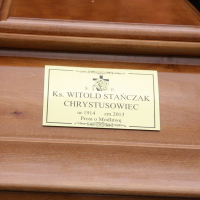 Ks. WITOLD STAŃCZAK
CHRYSTUSOWIEC
ur. 1914 zm. 2013
Prosi o Modlitwę